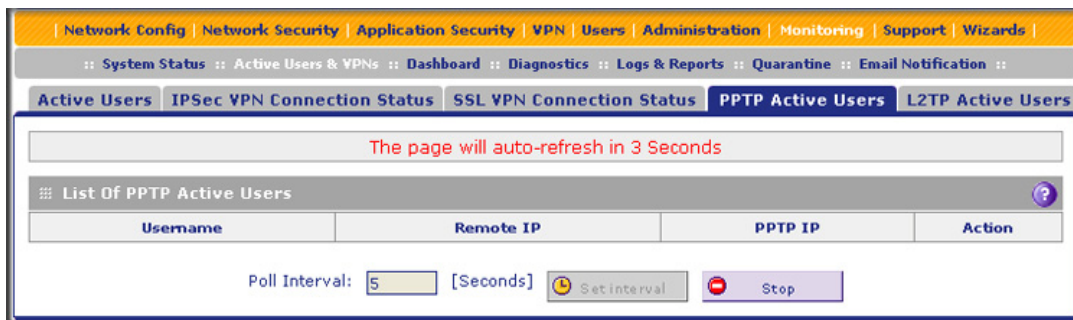 | Network Config | Network Security | Application Security | VPN | Users | Administration | Monitoring | Support | Wizards |
:: System Status :: Active Users & VPNs :: Dashboard :: Diagnostics :: Logs & Reports :: Quarantine :: Email Notification ::
Active Users IPSec VPN Connection Status SSL VPN Connection Status PPTP Active Users L2TP Active Users
The page will auto-refresh in 3 Seconds
List Of PPTP Active Users ?
Username Remote IP PPTP IP Action
Poll Interval: 5 [Seconds] Set interval Stop